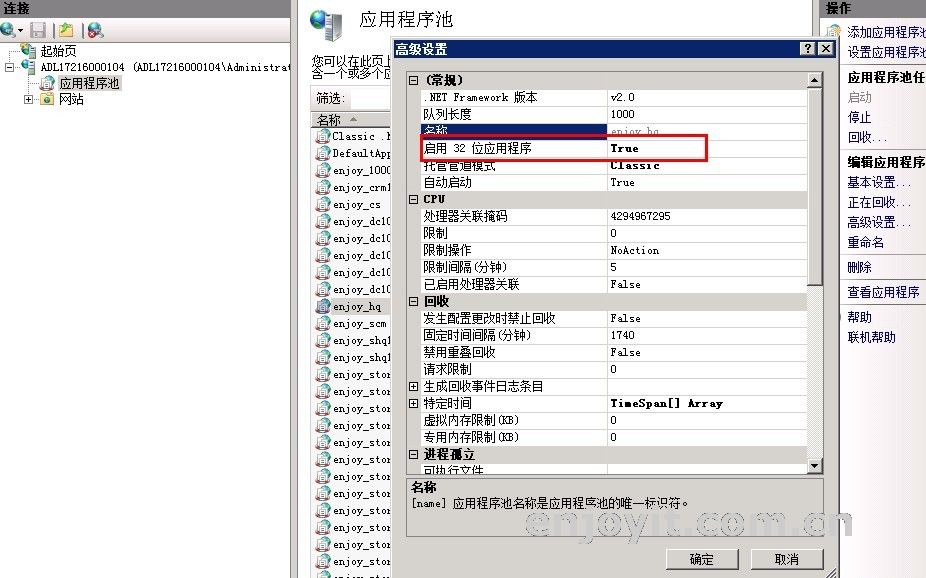 连接
起始页
ADL17216000104 (ADL17216000104\Administrat
应用程序池
网站
应用程序池
您可以在此页上
含一个或多个应
筛选:
名称
Classic .N
DefaultApp
enjoy_1000
enjoy_crm1
enjoy_cs
enjoy_dc10
enjoy_dc10
enjoy_dc10
enjoy_dc10
enjoy_dc10
enjoy_hq
enjoy_scm
enjoy_shq1
enjoy_shq1
enjoy_stor
enjoy_stor
enjoy_stor
enjoy_stor
enjoy_stor
enjoy_stor
enjoy_stor
enjoy_stor
enjoy_stor
enjoy_stor
enjoy_stor
enjoy_stor
高级设置
(常规)
.NET Framework 版本 v2.0
队列长度 1000
名称 enjoy_hq
启用 32 位应用程序 True
托管管道模式 Classic
自动启动 True
CPU
处理器关联掩码 4294967295
限制 0
限制操作 NoAction
限制间隔(分钟) 5
已启用处理器关联 False
回收
发生配置更改时禁止回收 False
固定时间间隔(分钟) 1740
禁用重叠回收 False
请求限制 0
生成回收事件日志条目
特定时间 TimeSpan[] Array
虚拟内存限制(KB) 0
专用内存限制(KB) 0
进程孤立
可执行文件
名称
[name] 应用程序池名称是应用程序池的唯一标识符。
enjoyit.com.cn
确定 取消
操作
添加应用程序池
设置应用程序池
应用程序池任
启动
停止
回收...
编辑应用程序
基本设置...
正在回收...
高级设置...
重命名
删除
查看应用程序
帮助
联机帮助